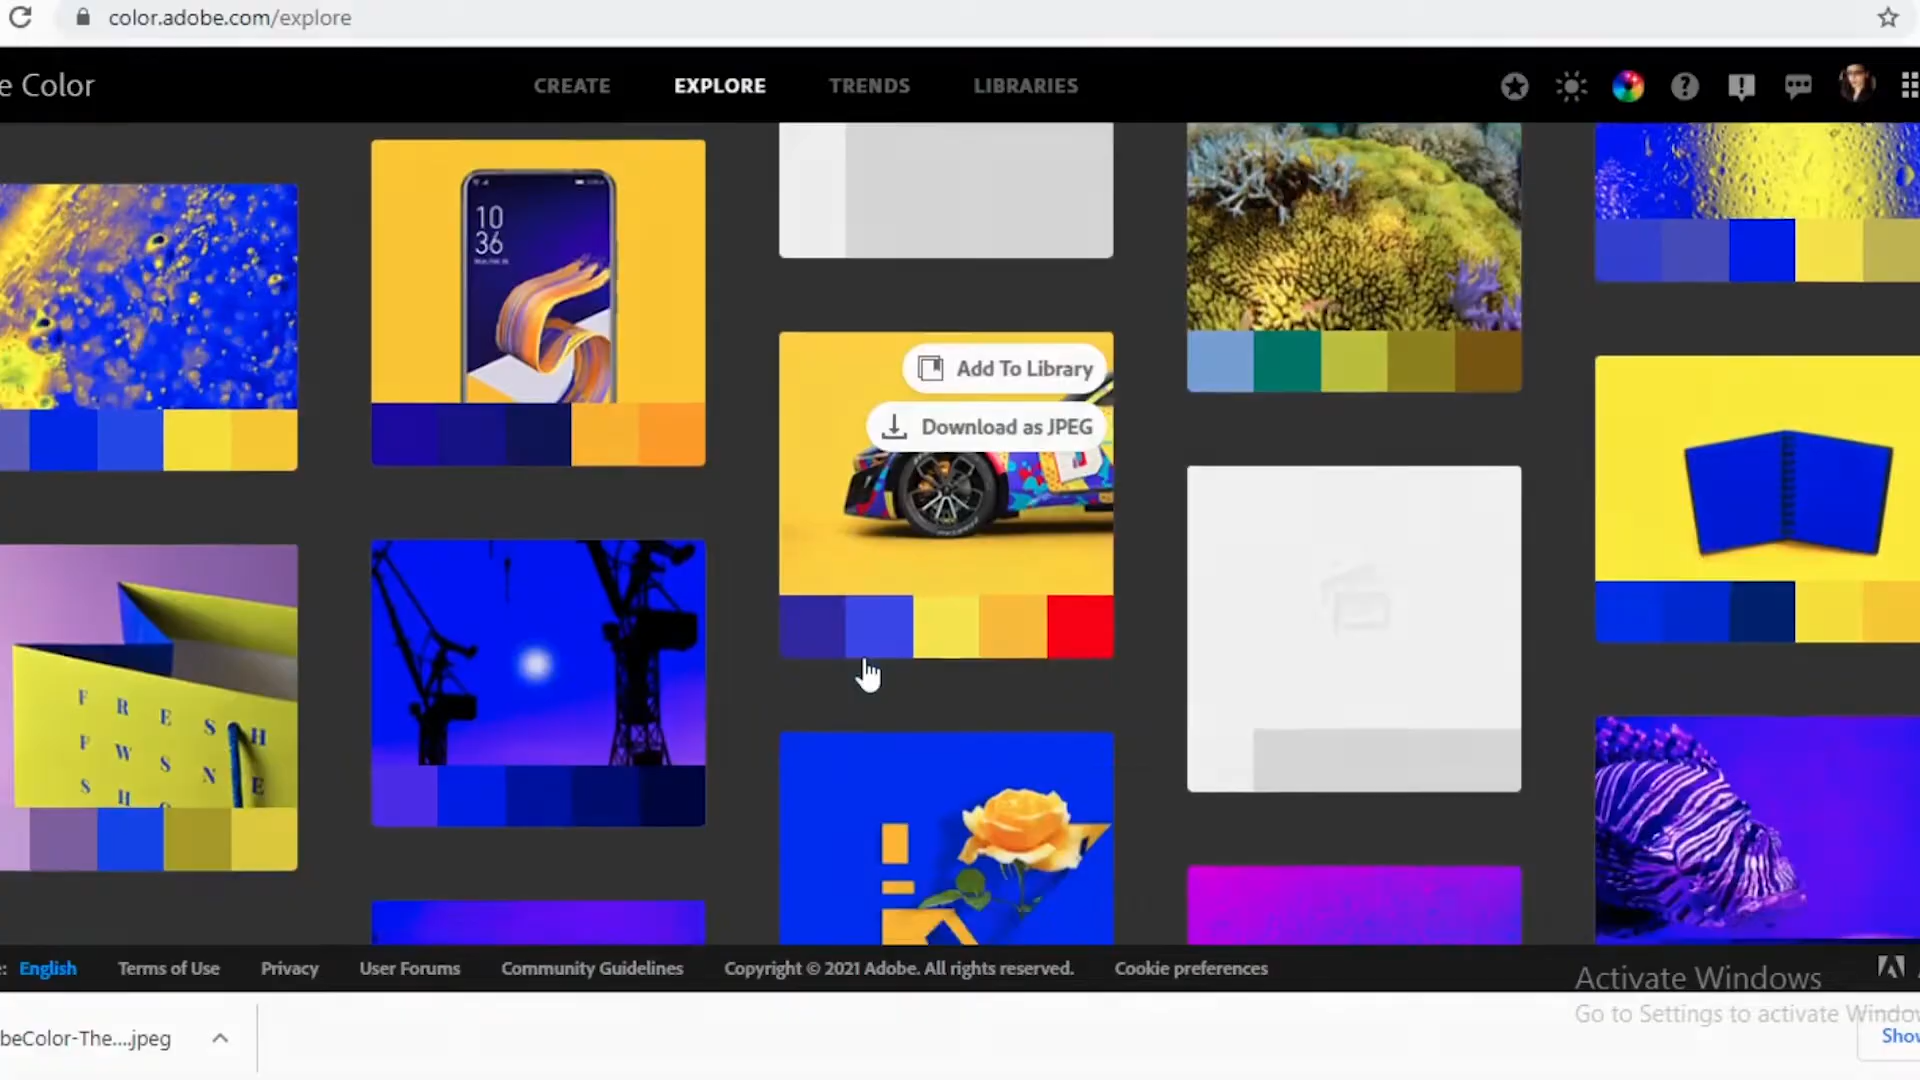 color.adobe.com/explore
e Color
CREATE
EXPLORE
TRENDS
LIBRARIES
10
36
Add To Library
Download as JPEG
F R E S H
F W S N E
S H
: English
Terms of Use
Privacy
User Forums
Community Guidelines
Copyright © 2021 Adobe. All rights reserved.
Cookie preferences
Activate Windows
Go to Settings to activate Window
beColor-The....jpeg
Show